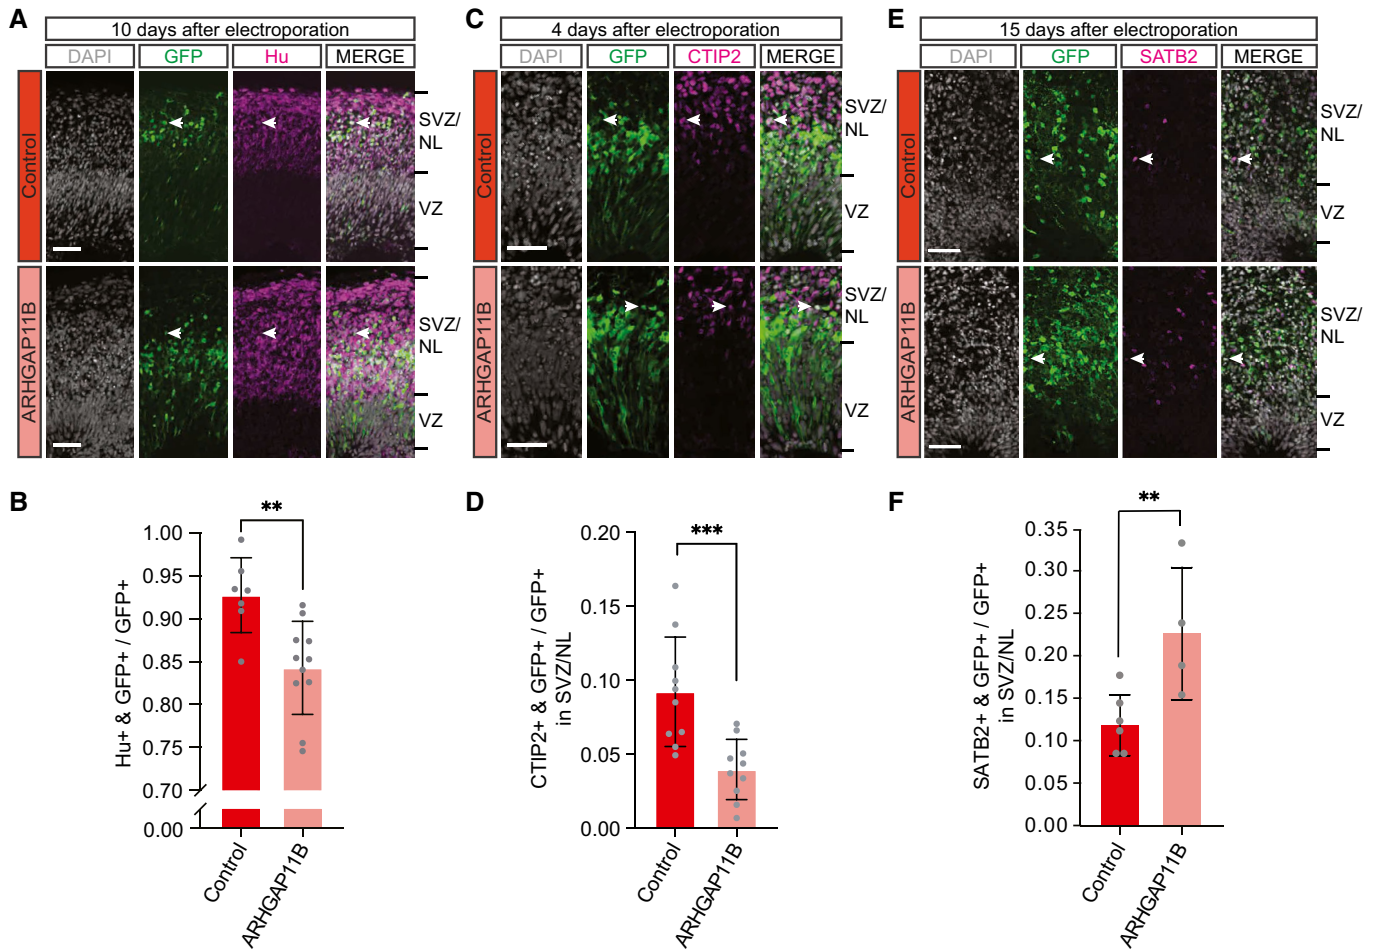 A
10 days after electroporation
DAPI GFP Hu MERGE
Control
SVZ/
NL
VZ
ARHGAP11B
SVZ/
NL
VZ
C
4 days after electroporation
DAPI GFP CTIP2 MERGE
Control
SVZ/
NL
VZ
ARHGAP11B
SVZ/
NL
VZ
E
15 days after electroporation
DAPI GFP SATB2 MERGE
Control
SVZ/
NL
VZ
ARHGAP11B
SVZ/
NL
VZ
B
Hu+ & GFP+ / GFP+
1.00
0.95
0.90
0.85
0.80
0.75
0.70
0.00
**
Control
ARHGAP11B
D
CTIP2+ & GFP+ / GFP+
in SVZ/NL
0.20
0.15
0.10
0.05
0.00
***
Control
ARHGAP11B
F
SATB2+ & GFP+ / GFP+
in SVZ/NL
0.35
0.30
0.25
0.20
0.15
0.10
0.05
0.00
**
Control
ARHGAP11B